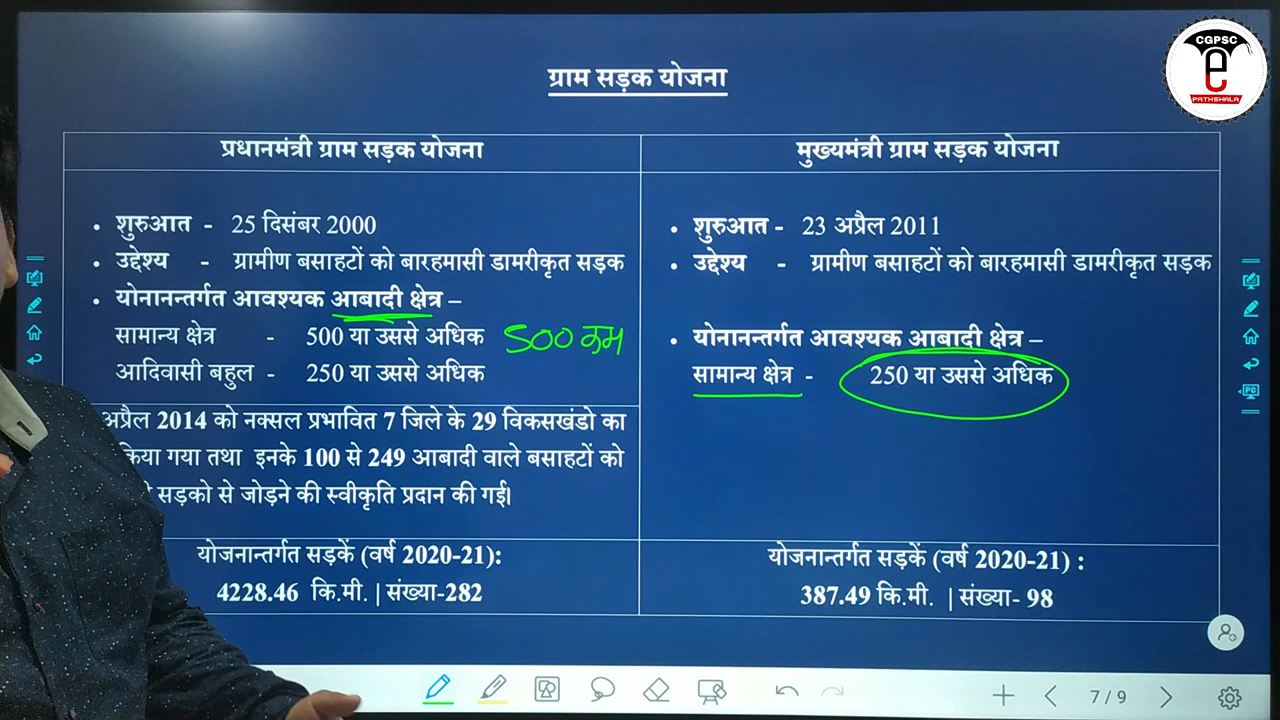 CGPSC
e
PATHSHALA
ग्राम सड़क योजना
प्रधानमंत्री ग्राम सड़क योजना
मुख्यमंत्री ग्राम सड़क योजना
• शुरुआत - 25 दिसंबर 2000
• उद्देश्य - ग्रामीण बसाहटों को बारहमासी डामरीकृत सड़क
• योनानन्तर्गत आवश्यक आबादी क्षेत्र –
सामान्य क्षेत्र - 500 या उससे अधिक 500 कम
आदिवासी बहुल - 250 या उससे अधिक
अप्रैल 2014 को नक्सल प्रभावित 7 जिले के 29 विकसखंडो का
किया गया तथा इनके 100 से 249 आबादी वाले बसाहटों को
सड़को से जोड़ने की स्वीकृति प्रदान की गई।
योजनान्तर्गत सड़कें (वर्ष 2020-21):
4228.46 कि.मी. | संख्या-282
• शुरुआत - 23 अप्रैल 2011
• उद्देश्य - ग्रामीण बसाहटों को बारहमासी डामरीकृत सड़क
• योनानन्तर्गत आवश्यक आबादी क्षेत्र –
सामान्य क्षेत्र - 250 या उससे अधिक
योजनान्तर्गत सड़कें (वर्ष 2020-21) :
387.49 कि.मी. | संख्या- 98
PC
7 / 9